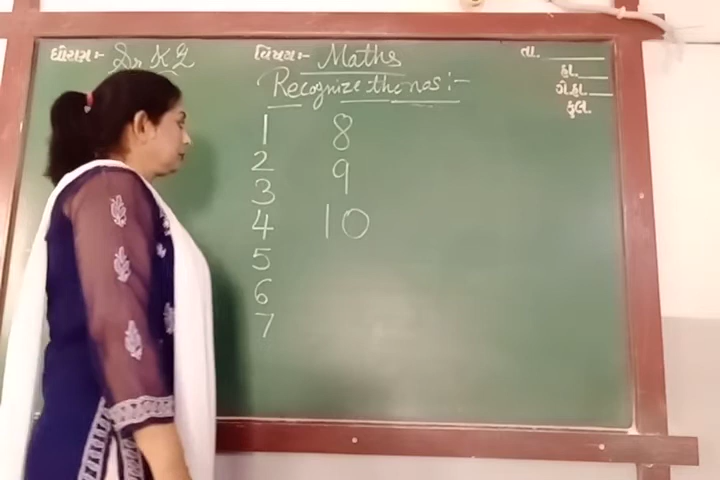 ધોરણ:- Sr KG
વિષય:- Maths
તા.
હા.
ગે.હા.
કુલ
Recognize the nos:-
1 8
2 9
3
4 10
5
6
7